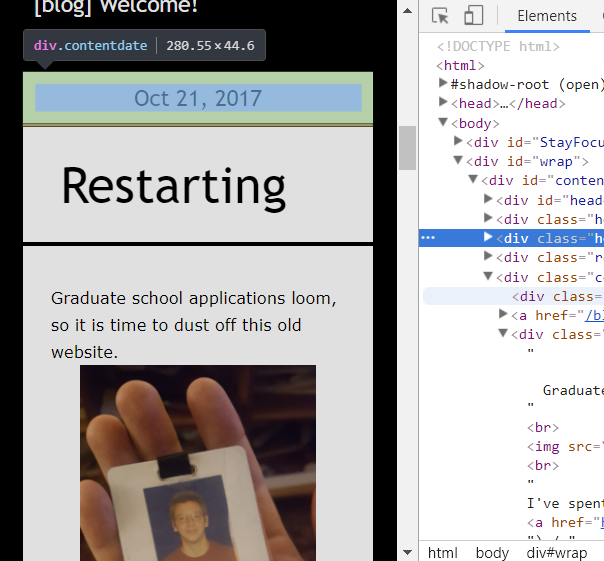 [blog] Welcome!
div.contentdate 280.55 × 44.6
Oct 21, 2017
Restarting
Graduate school applications loom,
so it is time to dust off this old
website.
Elements
<!DOCTYPE html>
<html>
#shadow-root (open)
<head>…</head>
<body>
<div id="StayFocu
<div id="wrap">
<div id="conten
<div id="head
<div class="h
… <div class="h
<div class="r
<div class="c
<div class=
<a href="/bl
<div class="
"
Graduate
"
<br>
<img src="
<br>
"
I've spent
<a href="h
html body div#wrap